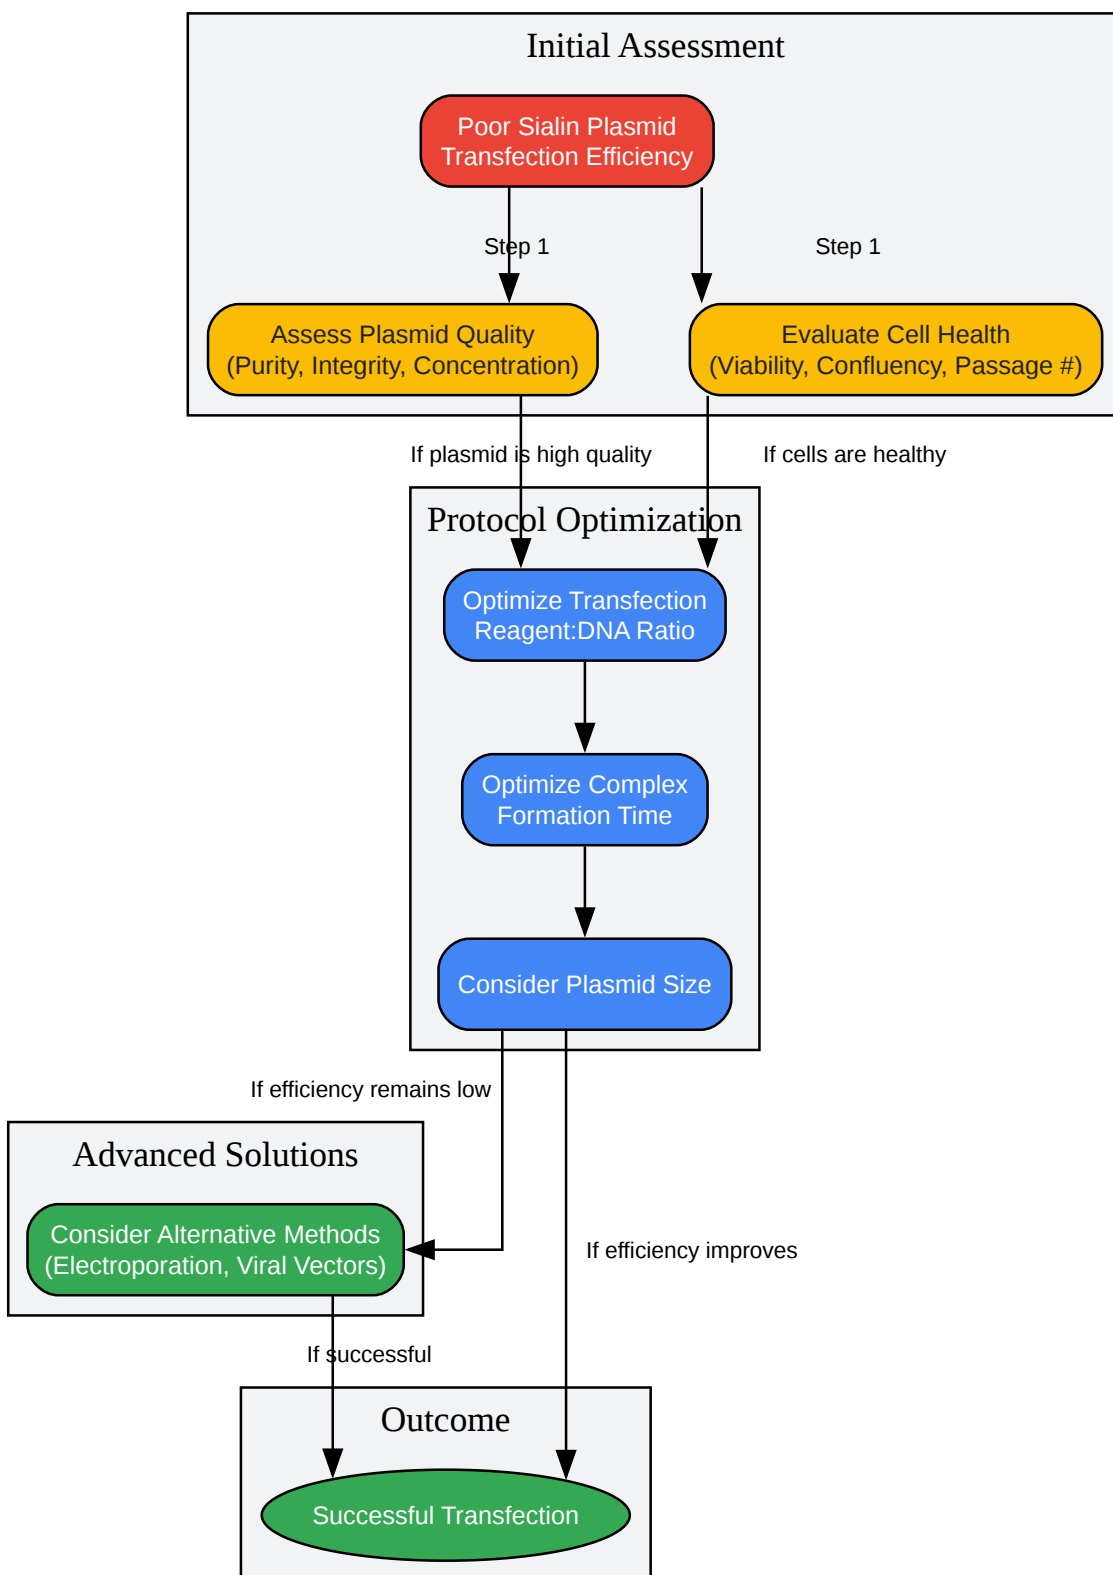 Initial Assessment
Poor Sialin Plasmid
Transfection Efficiency
Step 1
Step 1
Assess Plasmid Quality
(Purity, Integrity, Concentration)
Evaluate Cell Health
(Viability, Confluency, Passage #)
If plasmid is high quality
If cells are healthy
Protocol Optimization
Optimize Transfection
Reagent:DNA Ratio
Optimize Complex
Formation Time
Consider Plasmid Size
If efficiency remains low
Advanced Solutions
Consider Alternative Methods
(Electroporation, Viral Vectors)
If efficiency improves
If successful
Outcome
Successful Transfection